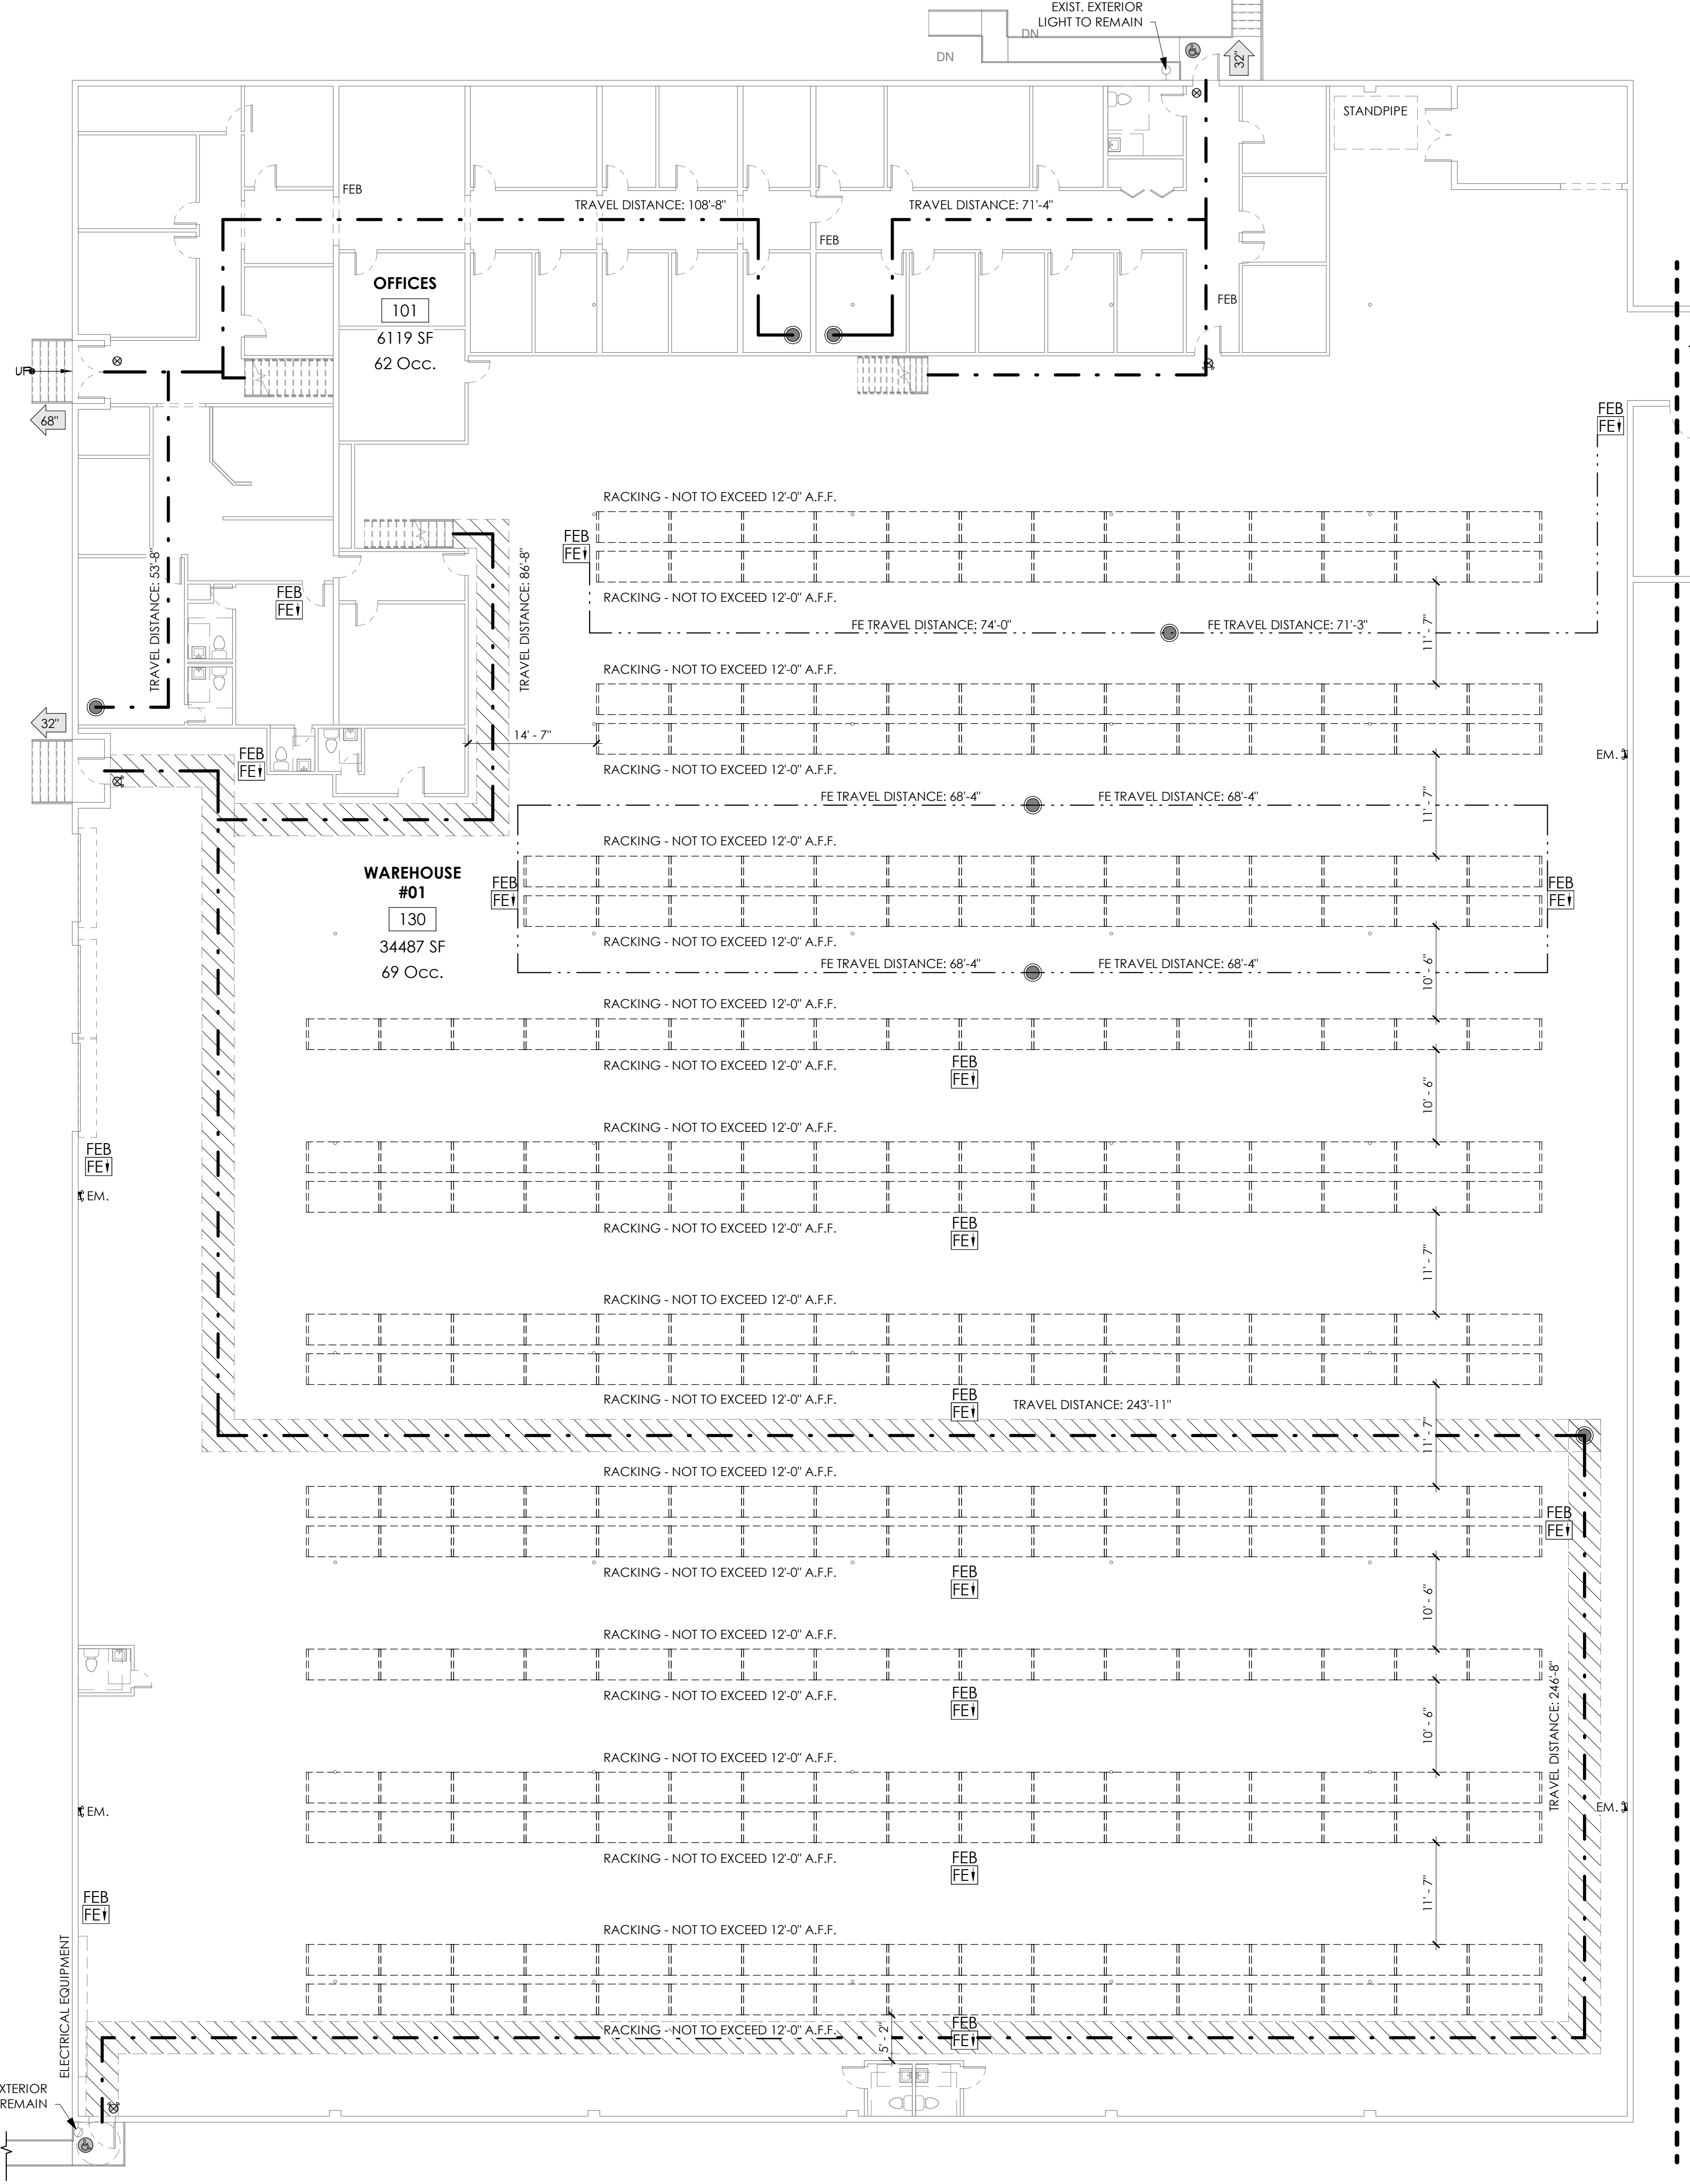 EXIST. EXTERIOR
LIGHT TO REMAIN
DN
DN
32"
STANDPIPE
FEB
TRAVEL DISTANCE: 108'-8"
TRAVEL DISTANCE: 71'-4"
FEB
OFFICES
101
6119 SF
62 Occ.
FEB
UP
68"
FEB
FE
RACKING - NOT TO EXCEED 12'-0" A.F.F.
FEB
FE
TRAVEL DISTANCE: 53'-8"
TRAVEL DISTANCE: 86'-8"
FEB
FE
RACKING - NOT TO EXCEED 12'-0" A.F.F.
FE TRAVEL DISTANCE: 74'-0"
FE TRAVEL DISTANCE: 71'-3"
11' - 7"
RACKING - NOT TO EXCEED 12'-0" A.F.F.
32"
14' - 7"
FEB
FE
EM.
RACKING - NOT TO EXCEED 12'-0" A.F.F.
FE TRAVEL DISTANCE: 68'-4"
FE TRAVEL DISTANCE: 68'-4"
11' - 7"
RACKING - NOT TO EXCEED 12'-0" A.F.F.
WAREHOUSE
#01
130
34487 SF
69 Occ.
FEB
FE
FEB
FE
RACKING - NOT TO EXCEED 12'-0" A.F.F.
FE TRAVEL DISTANCE: 68'-4"
FE TRAVEL DISTANCE: 68'-4"
10' - 6"
RACKING - NOT TO EXCEED 12'-0" A.F.F.
RACKING - NOT TO EXCEED 12'-0" A.F.F.
FEB
FE
10' - 6"
RACKING - NOT TO EXCEED 12'-0" A.F.F.
FEB
FE
EM.
RACKING - NOT TO EXCEED 12'-0" A.F.F.
FEB
FE
11' - 7"
RACKING - NOT TO EXCEED 12'-0" A.F.F.
RACKING - NOT TO EXCEED 12'-0" A.F.F.
FEB
FE
TRAVEL DISTANCE: 243'-11"
11' - 7"
RACKING - NOT TO EXCEED 12'-0" A.F.F.
FEB
FE
RACKING - NOT TO EXCEED 12'-0" A.F.F.
FEB
FE
10' - 6"
RACKING - NOT TO EXCEED 12'-0" A.F.F.
TRAVEL DISTANCE: 246'-8"
RACKING - NOT TO EXCEED 12'-0" A.F.F.
FEB
FE
10' - 6"
RACKING - NOT TO EXCEED 12'-0" A.F.F.
EM.
EM.
RACKING - NOT TO EXCEED 12'-0" A.F.F.
FEB
FE
11' - 7"
FEB
FE
RACKING - NOT TO EXCEED 12'-0" A.F.F.
ELECTRICAL EQUIPMENT
RACKING - NOT TO EXCEED 12'-0" A.F.F.
5' - 2"
FEB
FE
XTERIOR
REMAIN